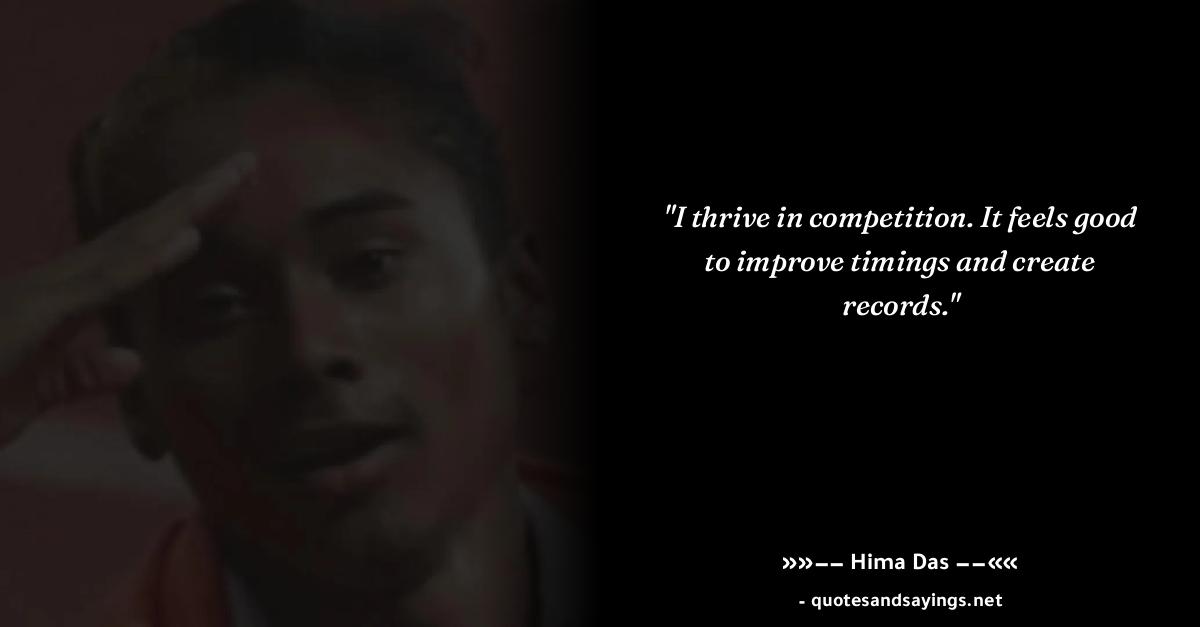 "I thrive in competition. It feels good
to improve timings and create
records."
»»−− Hima Das −−««
- quotesandsayings.net